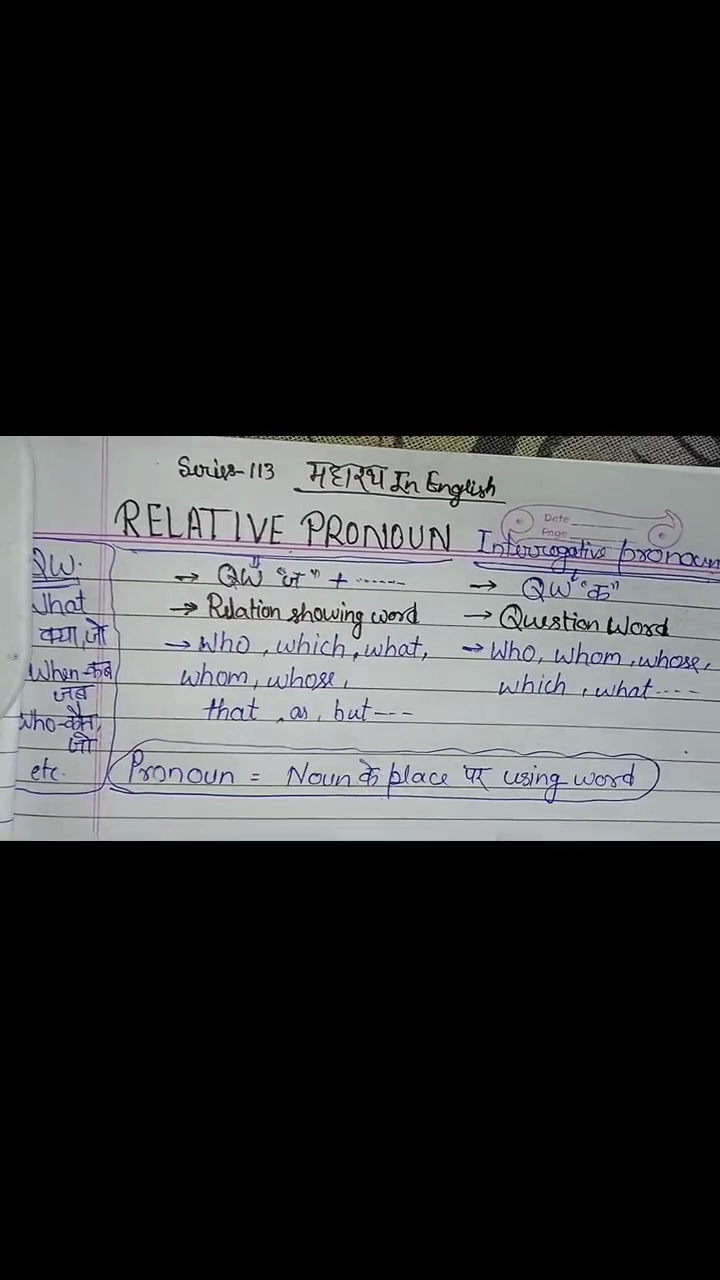 Series-113 महारथ In English
RELATIVE PRONOUN
Interrogative pronoun
Date
Page
QW.
What
क्या, जो
When-कब
जब
Who-कौन,
जो
etc.
→ QW "ज" + ------
→ Relation showing word
→ Who, which, what,
whom, whose,
that, as, but---
→ QW "क"
→ Question Word
→ Who, whom, whose,
which, what----
Pronoun = Noun के place पर using word